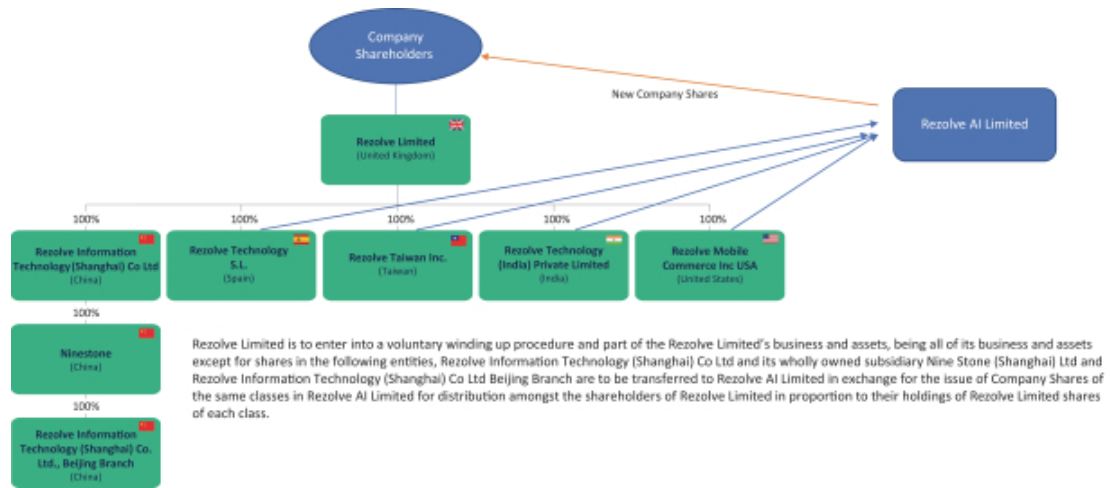 Company
Shareholders
New Company Shares
Rezolve AI Limited
Rezolve Limited
(United Kingdom)
100%
100%
100%
100%
100%
Rezolve Information
Technology (Shanghai) Co Ltd
(China)
Rezolve Technology
S.L.
(Spain)
Rezolve Taiwan Inc.
(Taiwan)
Rezolve Technology
(India) Private Limited
(India)
Rezolve Mobile
Commerce Inc USA
(United States)
100%
Ninestone
(China)
100%
Rezolve Information
Technology (Shanghai) Co.
Ltd., Beijing Branch
(China)
Rezolve Limited is to enter into a voluntary winding up procedure and part of the Rezolve Limited's business and assets, being all of its business and assets
except for shares in the following entities, Rezolve Information Technology (Shanghai) Co Ltd and its wholly owned subsidiary Nine Stone (Shanghai) Ltd and
Rezolve Information Technology (Shanghai) Co Ltd Beijing Branch are to be transferred to Rezolve AI Limited in exchange for the issue of Company Shares of
the same classes in Rezolve AI Limited for distribution amongst the shareholders of Rezolve Limited in proportion to their holdings of Rezolve Limited shares
of each class.